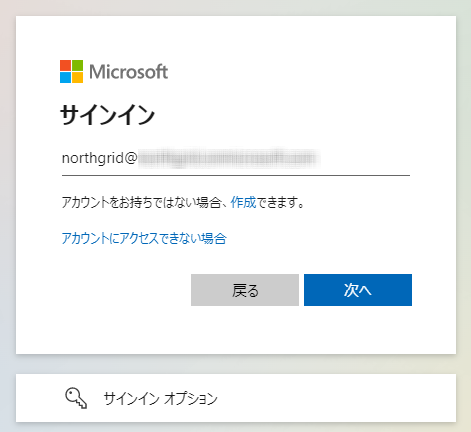 Microsoft
サインイン
northgrid@
アカウントをお持ちではない場合、作成できます。
アカウントにアクセスできない場合
戻る
次へ
サインイン オプション